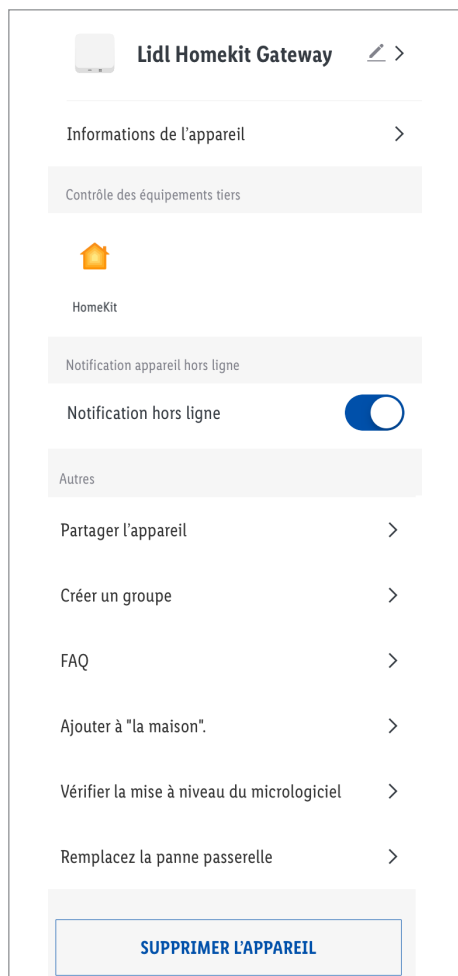 Lidl Homekit Gateway
Informations de l’appareil
Contrôle des équipements tiers
HomeKit
Notification appareil hors ligne
Notification hors ligne
Autres
Partager l’appareil
Créer un groupe
FAQ
Ajouter à "la maison".
Vérifier la mise à niveau du micrologiciel
Remplacez la panne passerelle
SUPPRIMER L’APPAREIL